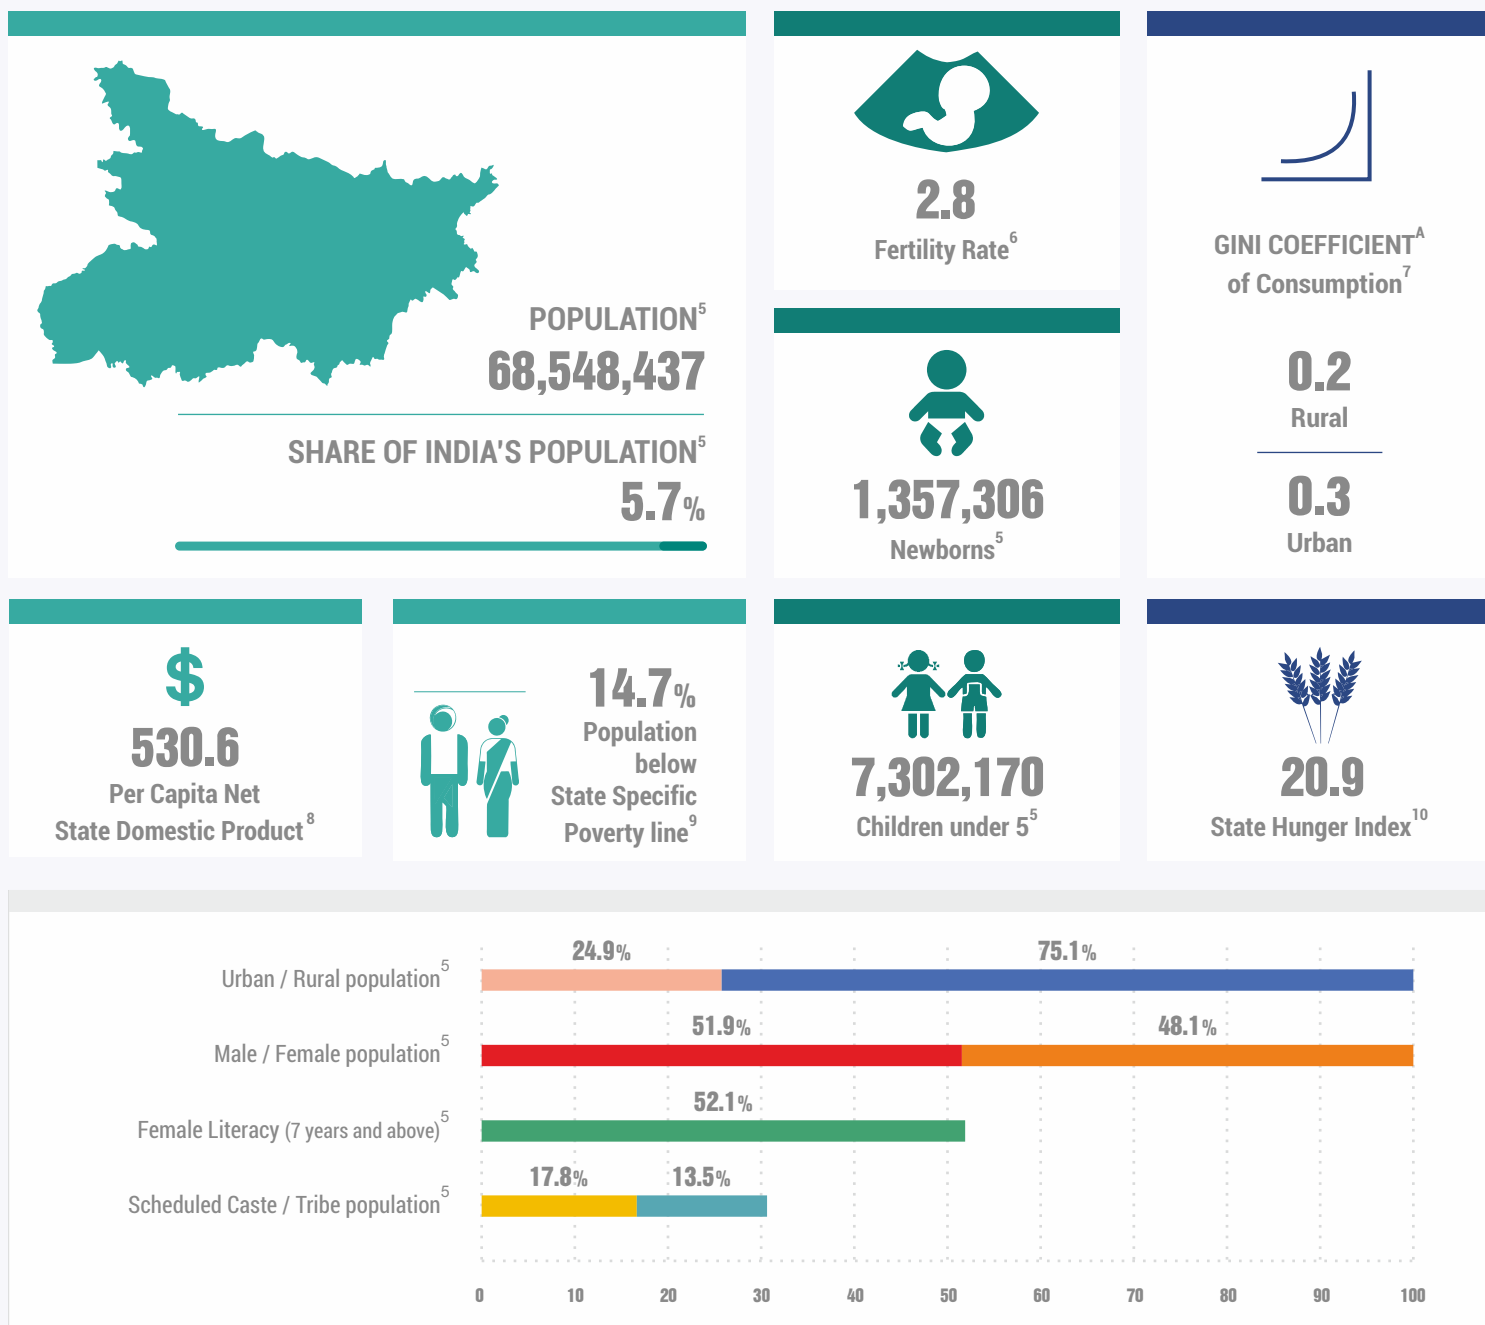 POPULATION5
68,548,437
SHARE OF INDIA'S POPULATION5
5.7%
2.8
Fertility Rate6
1,357,306
Newborns5
GINI COEFFICIENTA
of Consumption7
0.2
Rural
0.3
Urban
$
530.6
Per Capita Net
State Domestic Product8
14.7%
Population
below
State Specific
Poverty line9
7,302,170
Children under 55
20.9
State Hunger Index10
24.9% 75.1%
Urban / Rural population5
51.9% 48.1%
Male / Female population5
52.1%
Female Literacy (7 years and above)5
17.8% 13.5%
Scheduled Caste / Tribe population5
0 10 20 30 40 50 60 70 80 90 100